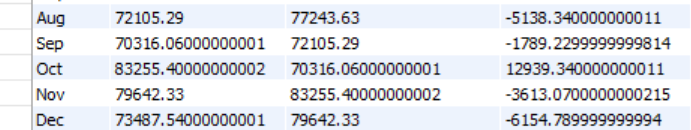 Aug 72105.29 77243.63 -5138.340000000011
Sep 70316.06000000001 72105.29 -1789.2299999999814
Oct 83255.40000000002 70316.06000000001 12939.340000000011
Nov 79642.33 83255.40000000002 -3613.0700000000215
Dec 73487.54000000001 79642.33 -6154.789999999994